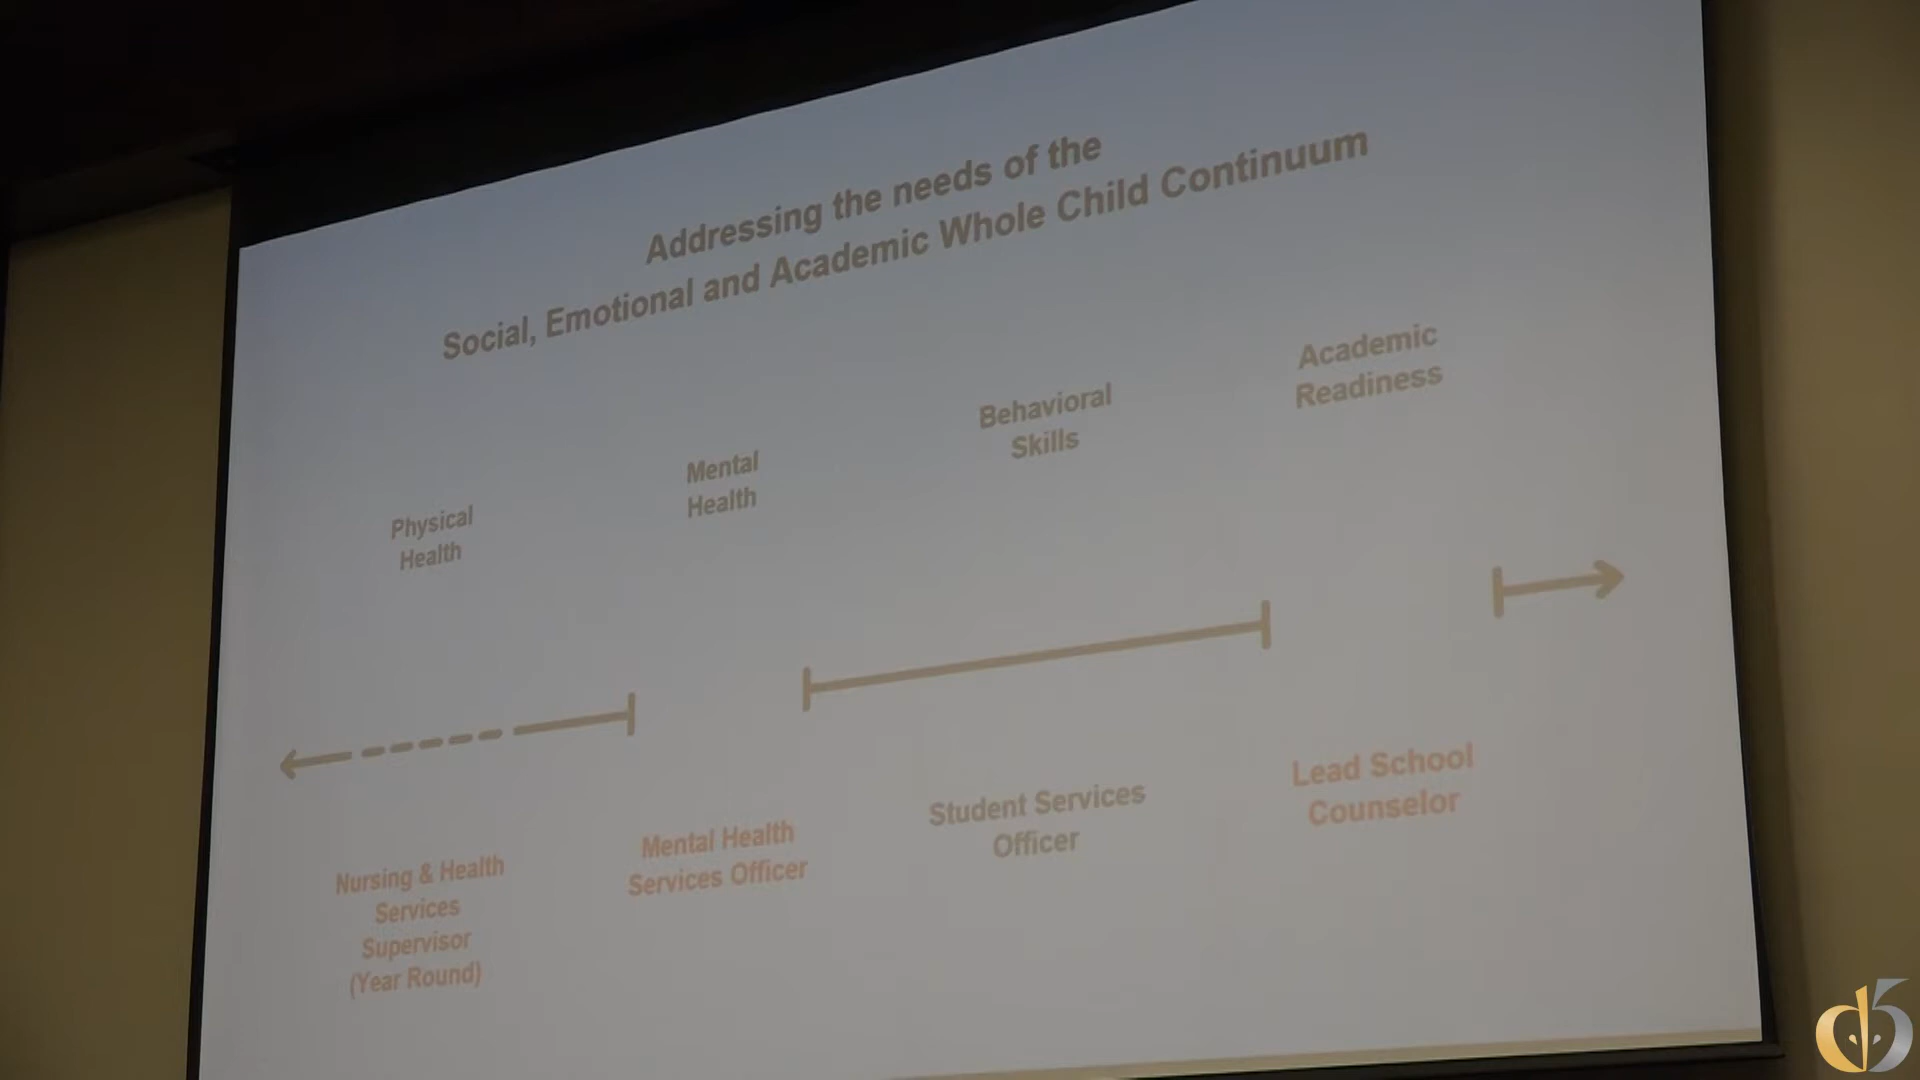 Addressing the needs of the
Social, Emotional and Academic Whole Child Continuum
Physical
Health
Mental
Health
Behavioral
Skills
Academic
Readiness
Nursing & Health
Services
Supervisor
(Year Round)
Mental Health
Services Officer
Student Services
Officer
Lead School
Counselor
d5